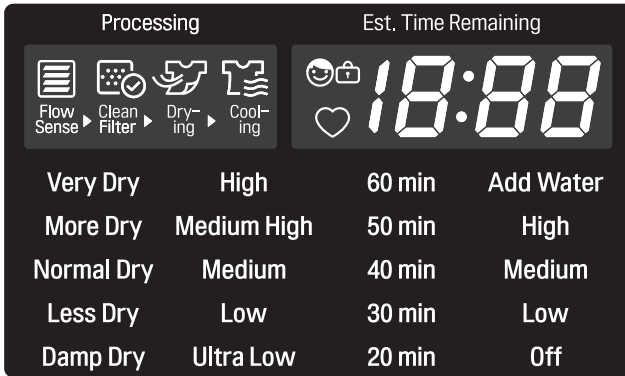 Processing Est. Time Remaining
18:88
Flow Sense Clean Filter Dry-ing Cool-ing
Very Dry High 60 min Add Water
More Dry Medium High 50 min High
Normal Dry Medium 40 min Medium
Less Dry Low 30 min Low
Damp Dry Ultra Low 20 min Off